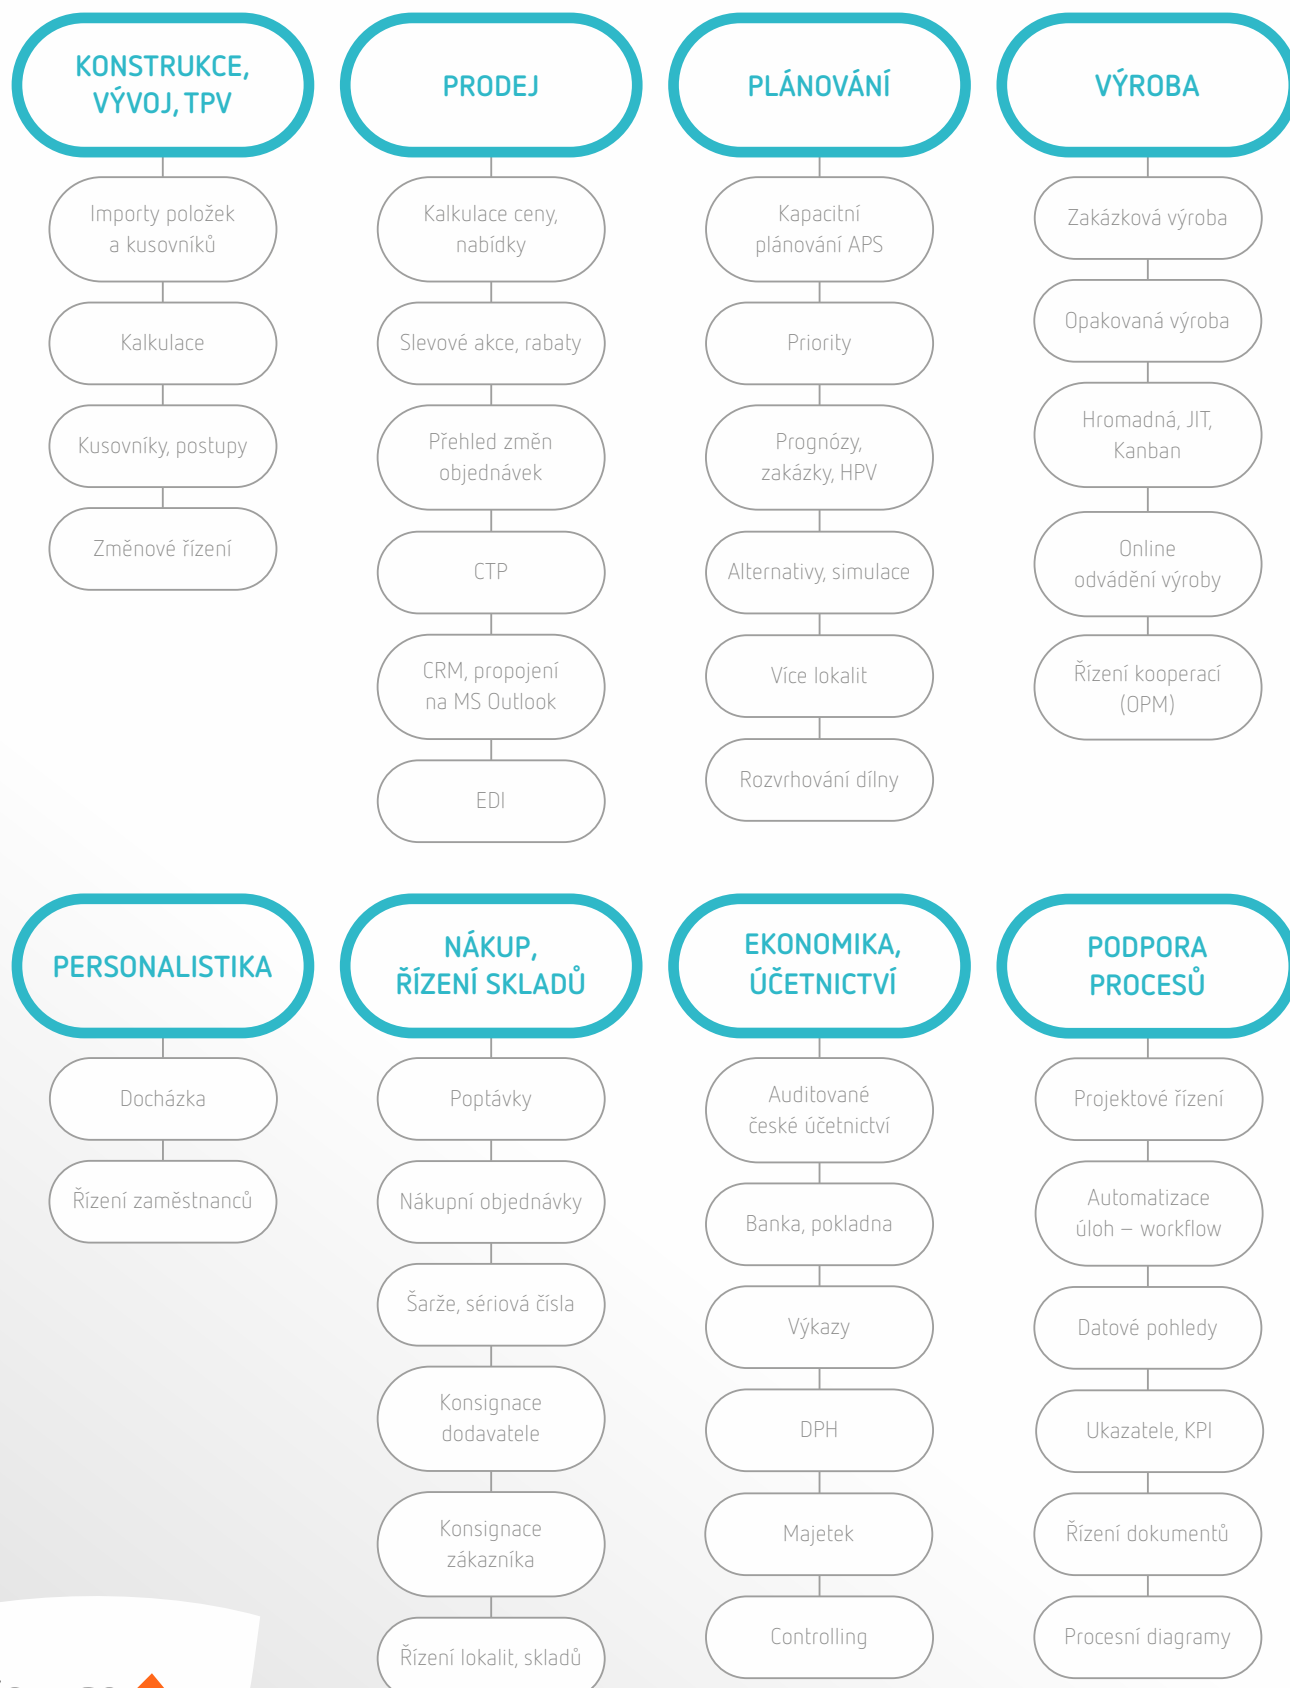 KONSTRUKCE,
VÝVOJ, TPV
Importy položek
a kusovníků
Kalkulace
Kusovníky, postupy
Změnové řízení
PRODEJ
Kalkulace ceny,
nabídky
Slevové akce, rabaty
Přehled změn
objednávek
CTP
CRM, propojení
na MS Outlook
EDI
PLÁNOVÁNÍ
Kapacitní
plánování APS
Priority
Prognózy,
zakázky, HPV
Alternativy, simulace
Více lokalit
Rozvrhování dílny
VÝROBA
Zakázková výroba
Opakovaná výroba
Hromadná, JIT,
Kanban
Online
odvádění výroby
Řízení kooperací
(OPM)
PERSONALISTIKA
Docházka
Řízení zaměstnanců
NÁKUP,
ŘÍZENÍ SKLADŮ
Poptávky
Nákupní objednávky
Šarže, sériová čísla
Konsignace
dodavatele
Konsignace
zákazníka
Řízení lokalit, skladů
EKONOMIKA,
ÚČETNICTVÍ
Auditované
české účetnictví
Banka, pokladna
Výkazy
DPH
Majetek
Controlling
PODPORA
PROCESŮ
Projektové řízení
Automatizace
úloh – workflow
Datové pohledy
Ukazatele, KPI
Řízení dokumentů
Procesní diagramy